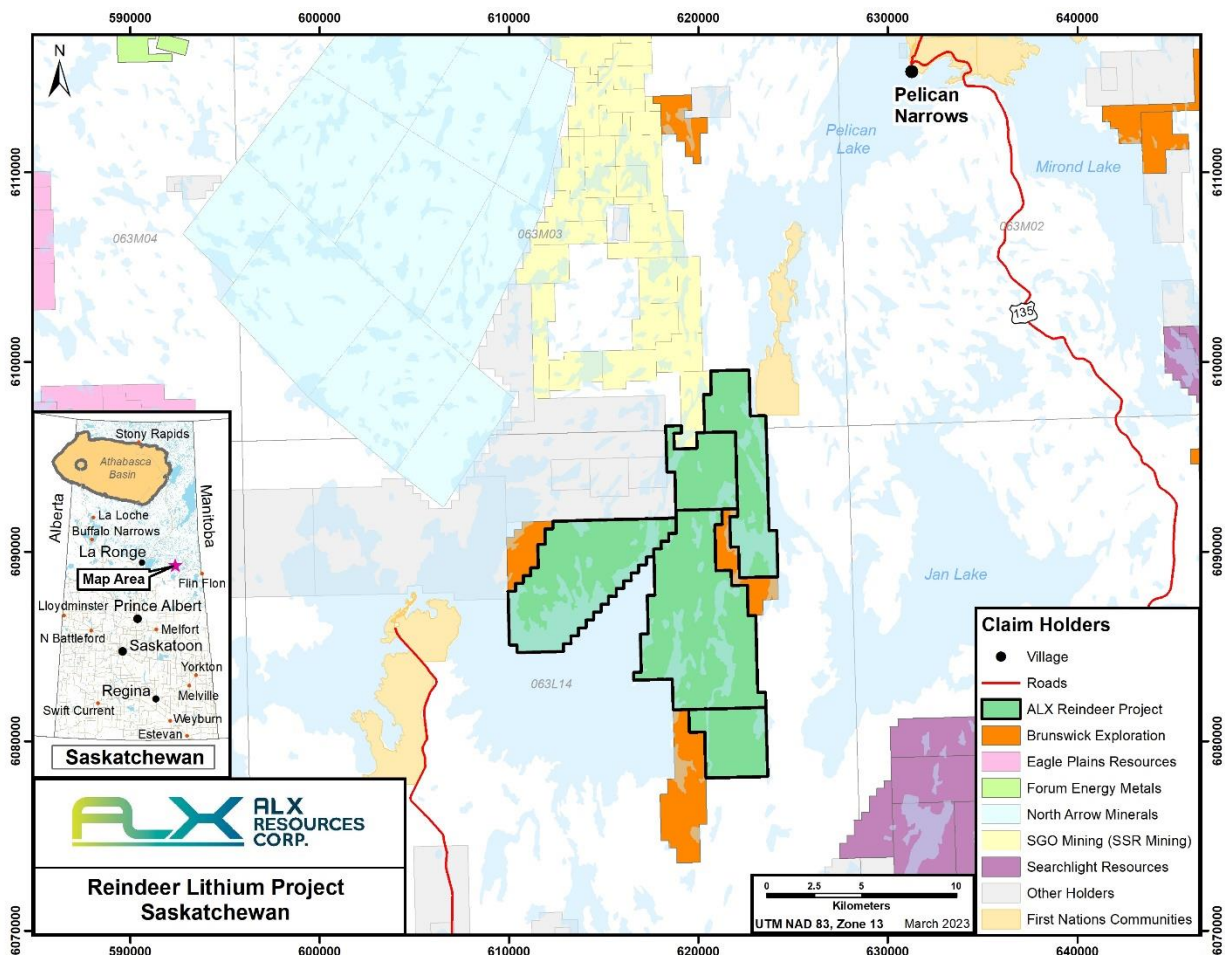 590000
600000
610000
620000
630000
640000
N
Pelican
Narrows
Pelican
Lake
Mirond Lake
6110000
6110000
063M04
063M03
063M02
135
6100000
6100000
Stony Rapids
Athabasca
Basin
Alberta
Manitoba
La Loche
Buffalo Narrows
La Ronge
Map Area
Flin Flon
Lloydminster
Prince Albert
N Battleford
Melfort
Saskatoon
Yorkton
Regina
Melville
Swift Current
Weyburn
Estevan
Saskatchewan
6090000
6090000
Jan Lake
063L14
6080000
6080000
Claim Holders
Village
Roads
ALX Reindeer Project
Brunswick Exploration
Eagle Plains Resources
Forum Energy Metals
North Arrow Minerals
SGO Mining (SSR Mining)
Searchlight Resources
Other Holders
First Nations Communities
ALX
ALX
RESOURCES
CORP.
Reindeer Lithium Project
Saskatchewan
0 2.5 5 10
Kilometers
UTM NAD 83, Zone 13 March 2023
6070000
6070000
590000
600000
610000
620000
630000
640000